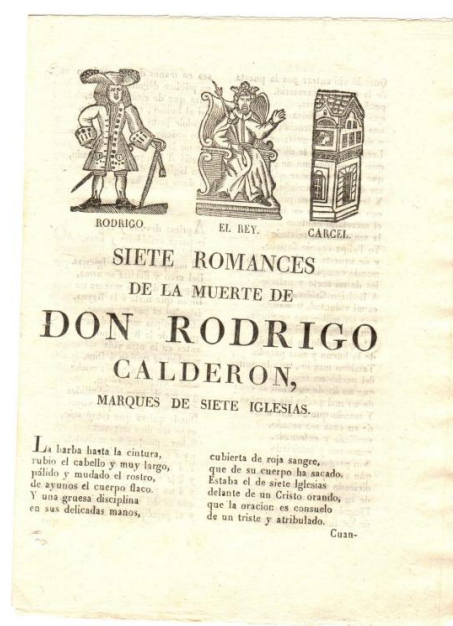 RODRIGO
EL REY.
CARCEL.
SIETE ROMANCES
DE LA MUERTE DE
DON RODRIGO
CALDERON,
MARQUES DE SIETE IGLESIAS.
La barba hasta la cintura,
rubio el cabello y muy largo,
pálido y mudado el rostro,
de ayunos el cuerpo flaco.
Y una gruesa disciplina
en sus delicadas manos,
cubierta de roja sangre,
que de su cuerpo ha sacado.
Estaba el de siete Iglesias
delante de un Cristo orando,
que la oracion es consuelo
de un triste y atribulado.
Cuan-